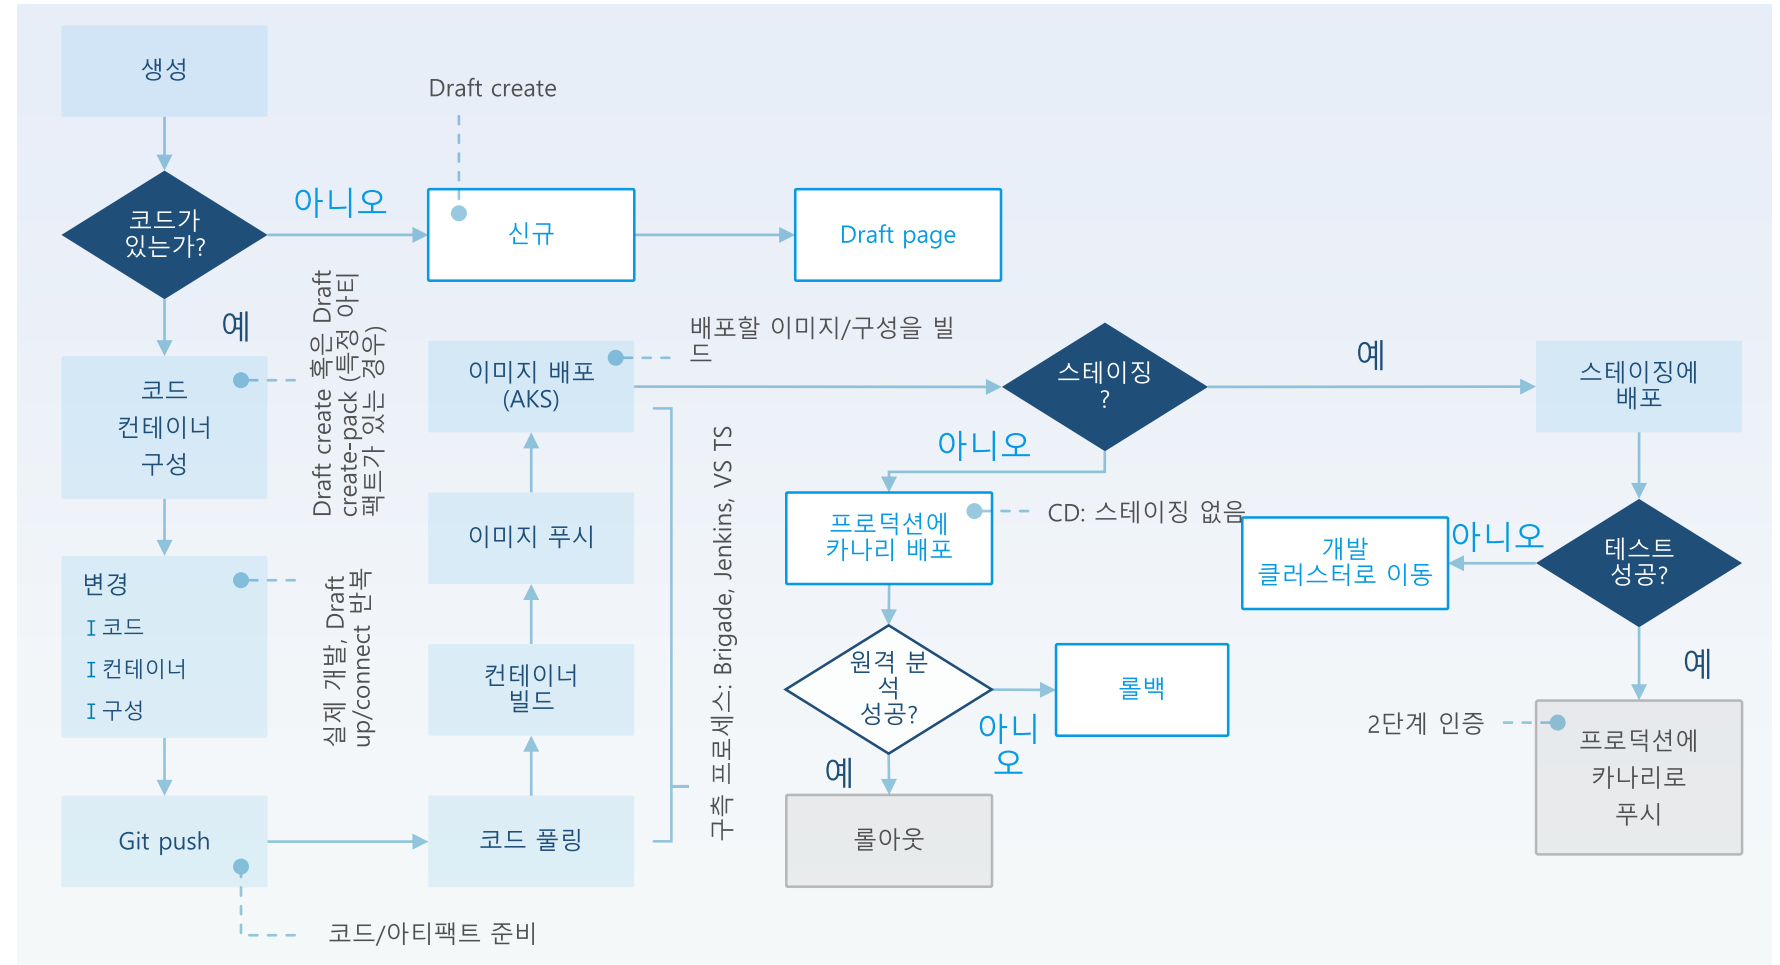 생성
Draft create
코드가
있는가?
아니오
신규
Draft page
예
Draft create 혹은 Draft
create-pack (특정 아티
팩트가 있는 경우)
코드
컨테이너
구성
변경
코드
컨테이너
구성
실제 개발, Draft
up/connect 반복
Git push
코드/아티팩트 준비
코드 풀링
컨테이너
빌드
이미지 푸시
이미지 배포
(AKS)
배포할 이미지/구성을 빌
드
구축 프로세스: Brigade, Jenkins, VS TS
스테이징
?
아니오
예
프로덕션에
카나리 배포
CD: 스테이징 없음
원격 분
석
성공?
아니
오
롤백
예
롤아웃
스테이징에
배포
테스트
성공?
아니오
개발
클러스터로 이동
예
2단계 인증
프로덕션에
카나리로
푸시